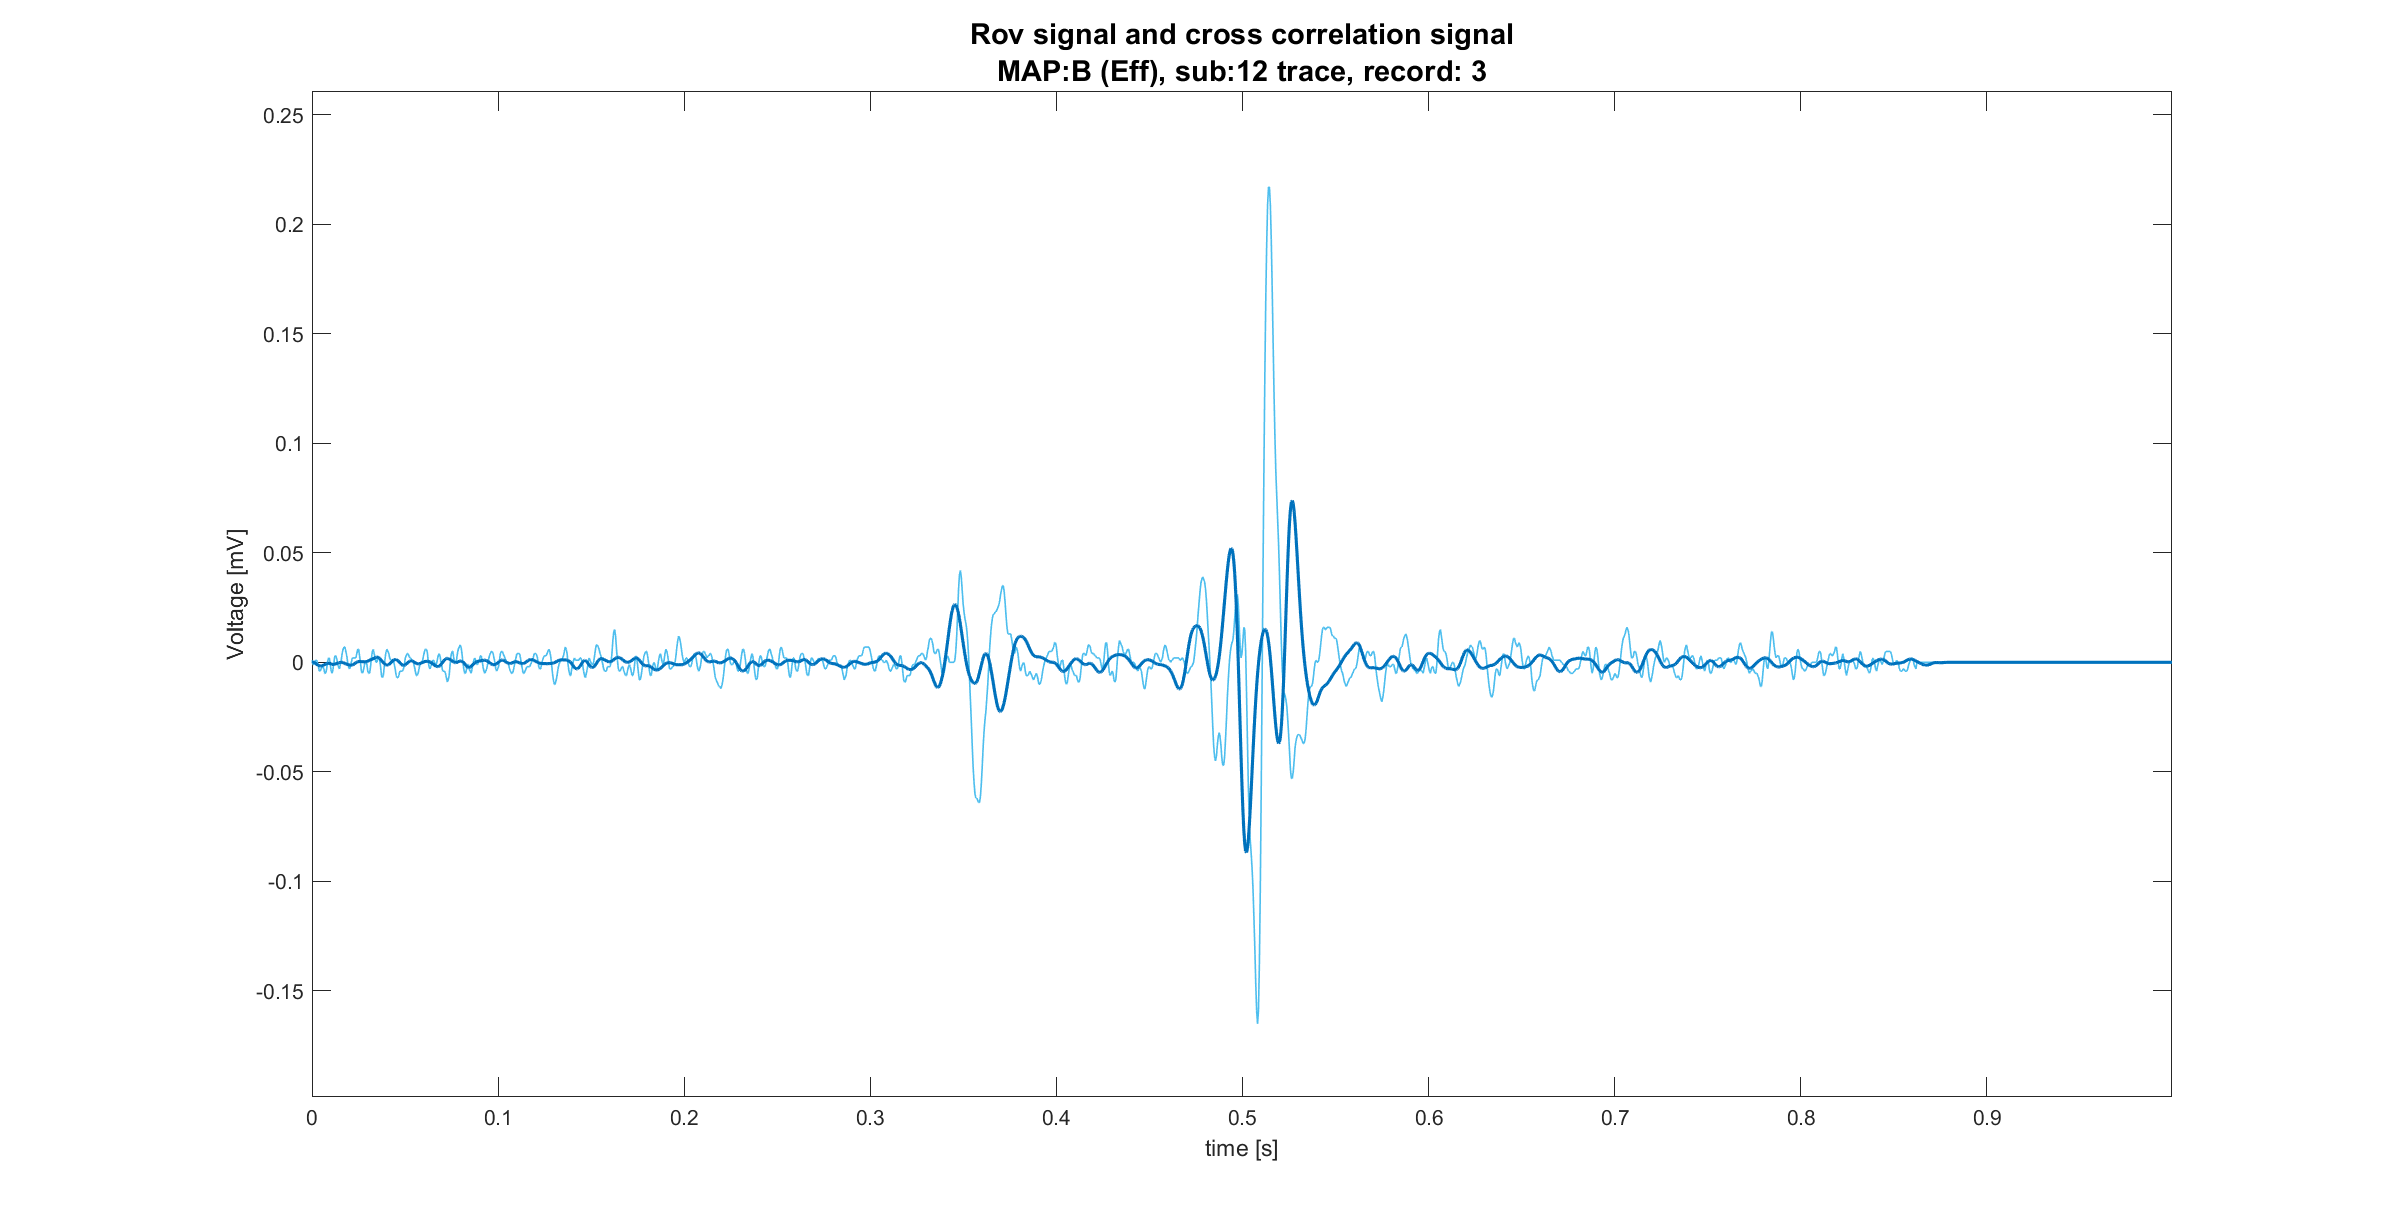 Rov signal and cross correlation signal
MAP:B (Eff), sub:12 trace, record: 3
0.25
0.2
0.15
0.1
0.05
0
-0.05
-0.1
-0.15
Voltage [mV]
0 0.1 0.2 0.3 0.4 0.5 0.6 0.7 0.8 0.9
time [s]